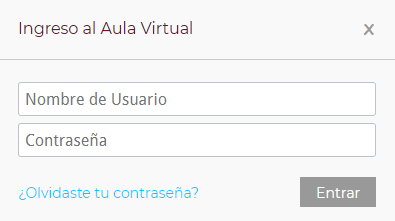 Ingreso al Aula Virtual x
Nombre de Usuario
Contraseña
¿Olvidaste tu contraseña? Entrar